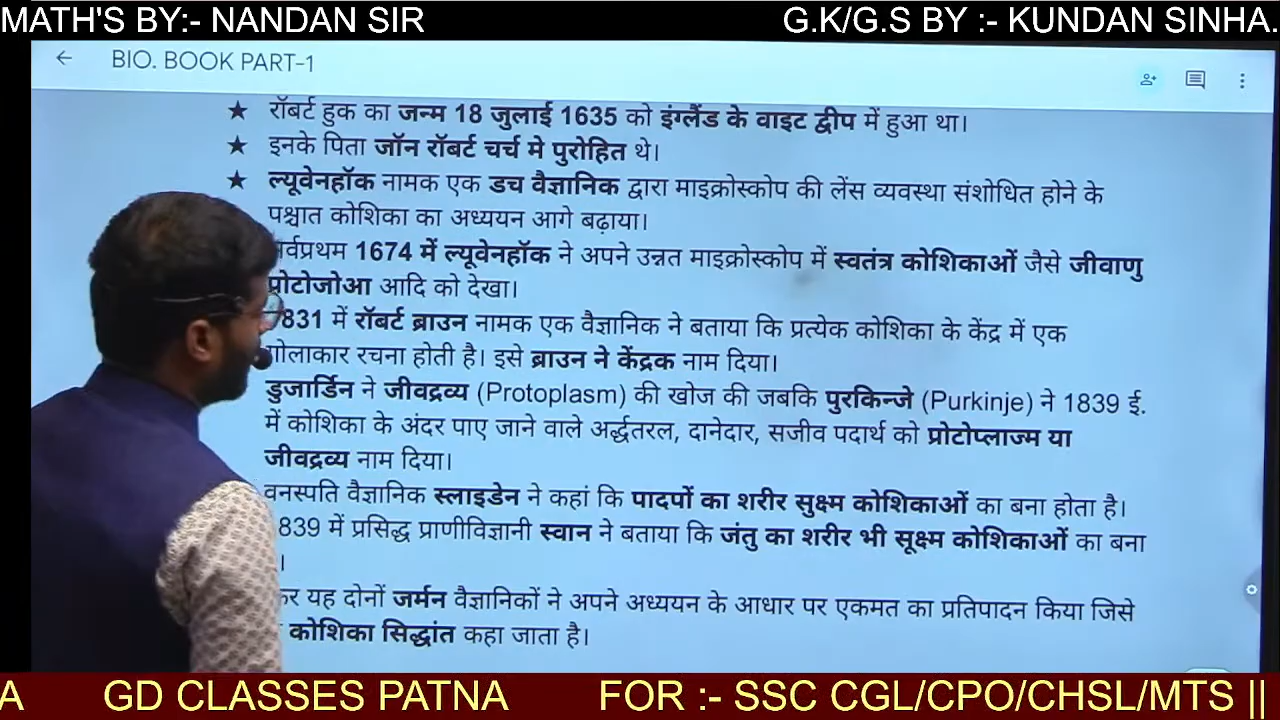 MATH'S BY:- NANDAN SIR
G.K/G.S BY :- KUNDAN SINHA.
BIO. BOOK PART-1
★ रॉबर्ट हुक का जन्म 18 जुलाई 1635 को इंग्लैंड के वाइट द्वीप में हुआ था।
★ इनके पिता जॉन रॉबर्ट चर्च मे पुरोहित थे।
★ ल्यूवेनहॉक नामक एक डच वैज्ञानिक द्वारा माइक्रोस्कोप की लेंस व्यवस्था संशोधित होने के
पश्चात कोशिका का अध्ययन आगे बढ़ाया।
1674 में ल्यूवेनहॉक ने अपने उन्नत माइक्रोस्कोप में स्वतंत्र कोशिकाओं जैसे जीवाणु
प्रोटोजोआ आदि को देखा।
831 में रॉबर्ट ब्राउन नामक एक वैज्ञानिक ने बताया कि प्रत्येक कोशिका के केंद्र में एक
गोलाकार रचना होती है। इसे ब्राउन ने केंद्रक नाम दिया।
डुजार्डिन ने जीवद्रव्य (Protoplasm) की खोज की जबकि पुरकिन्जे (Purkinje) ने 1839 ई.
में कोशिका के अंदर पाए जाने वाले अर्द्धतरल, दानेदार, सजीव पदार्थ को प्रोटोप्लाज्म या
जीवद्रव्य नाम दिया।
वनस्पति वैज्ञानिक स्लाइडेन ने कहां कि पादपों का शरीर सुक्ष्म कोशिकाओं का बना होता है।
839 में प्रसिद्ध प्राणीविज्ञानी स्वान ने बताया कि जंतु का शरीर भी सूक्ष्म कोशिकाओं का बना
।
यह दोनों जर्मन वैज्ञानिकों ने अपने अध्ययन के आधार पर एकमत का प्रतिपादन किया जिसे
कोशिका सिद्धांत कहा जाता है।
A GD CLASSES PATNA FOR :- SSC CGL/CPO/CHSL/MTS ||